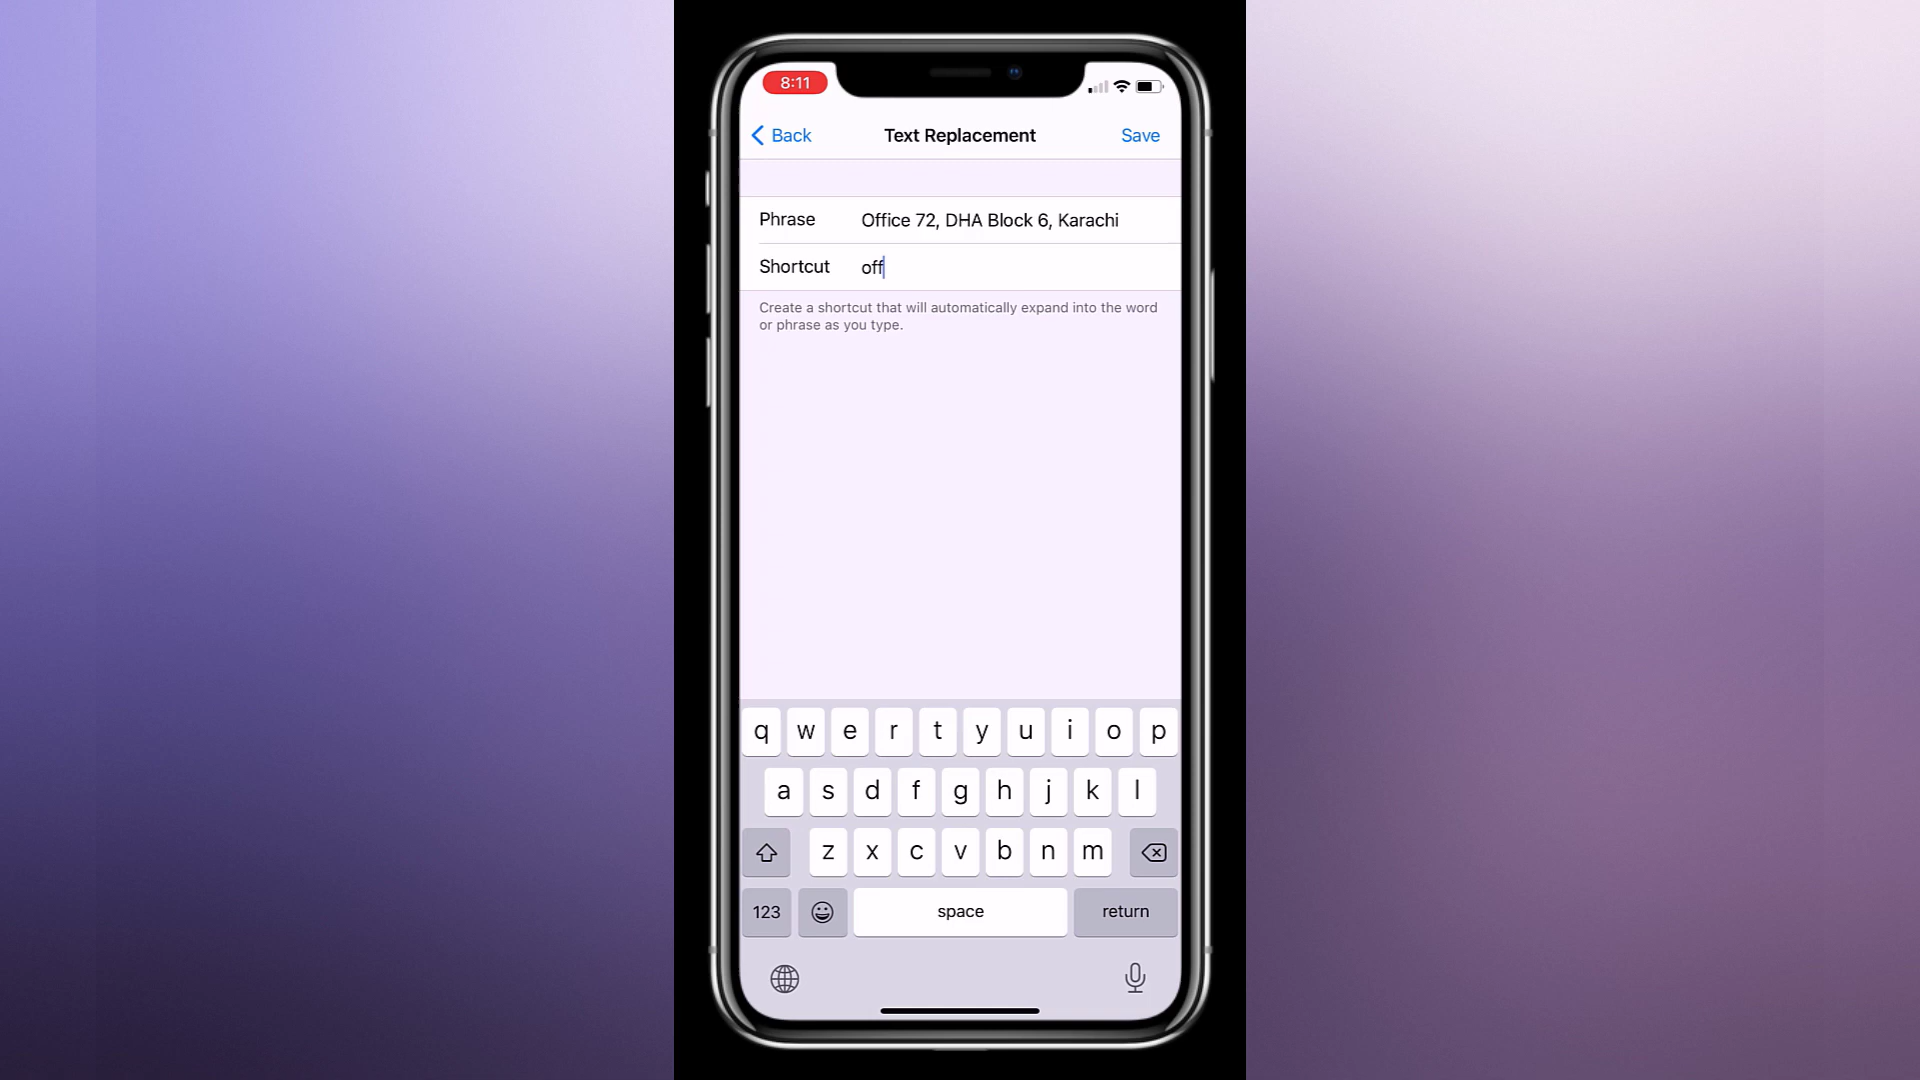 8:11
Back Text Replacement Save
Phrase Office 72, DHA Block 6, Karachi
Shortcut off
Create a shortcut that will automatically expand into the word
or phrase as you type.
q w e r t y u i o p
a s d f g h j k l
z x c v b n m
123 space return